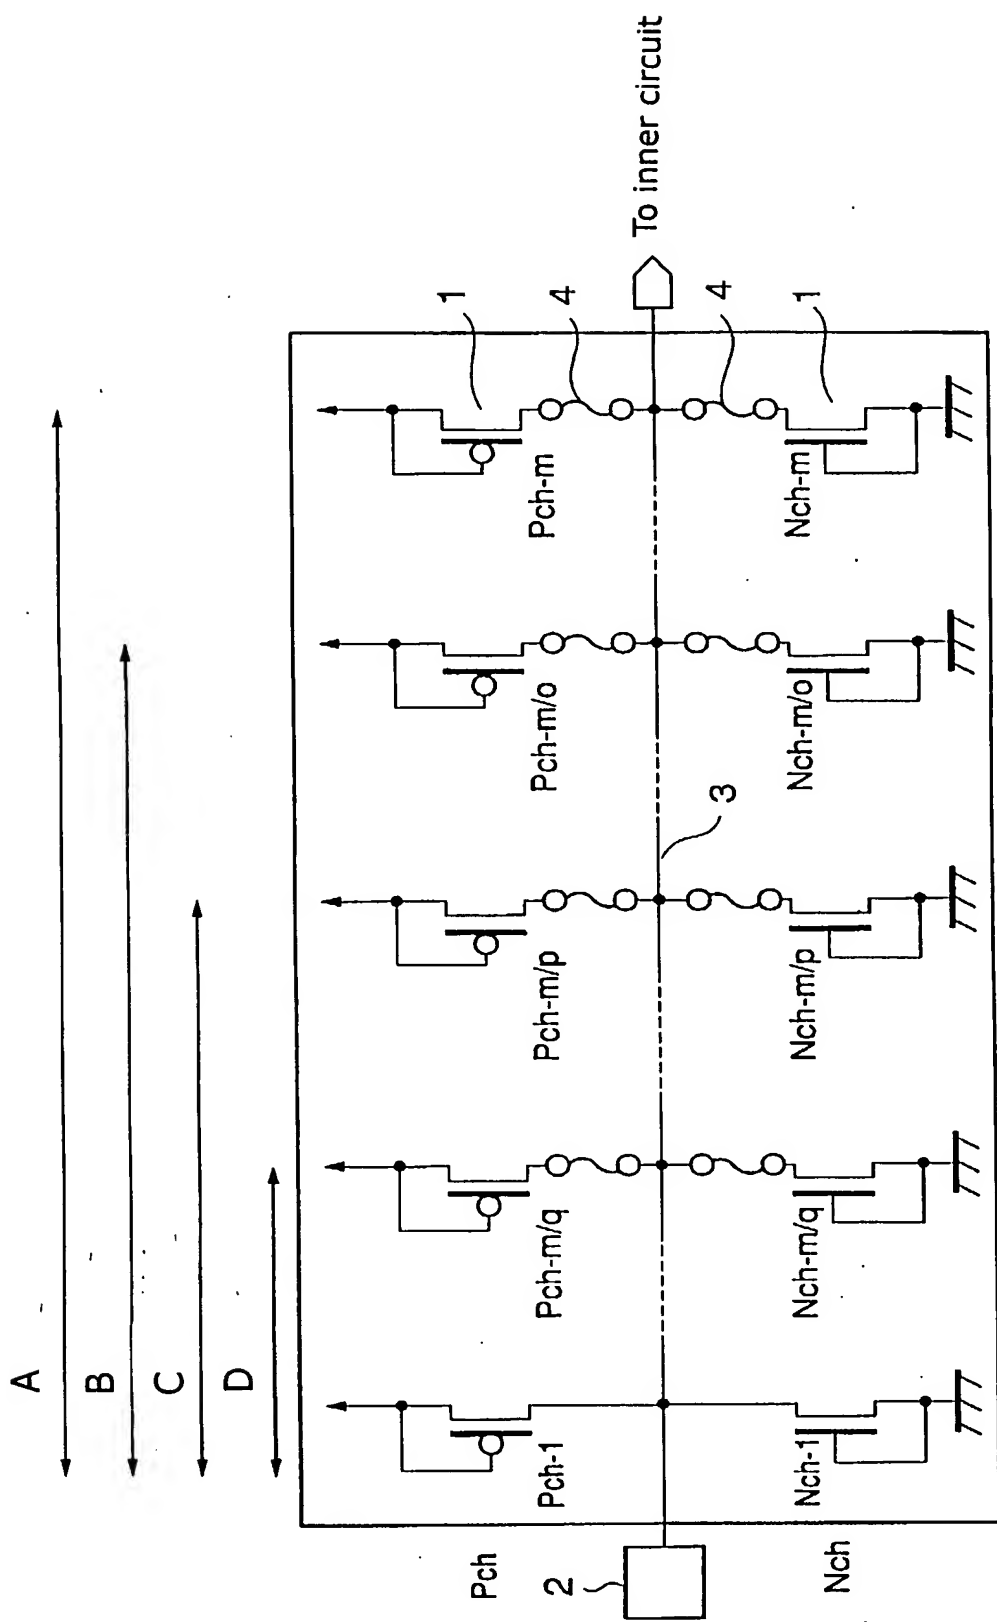 A
B
C
D
Pch
2
Nch
Pch-1
Pch-m/q
Pch-m/p
Pch-m/o
Pch-m
1
4
3
4
1
Nch-1
Nch-m/q
Nch-m/p
Nch-m/o
Nch-m
To inner circuit